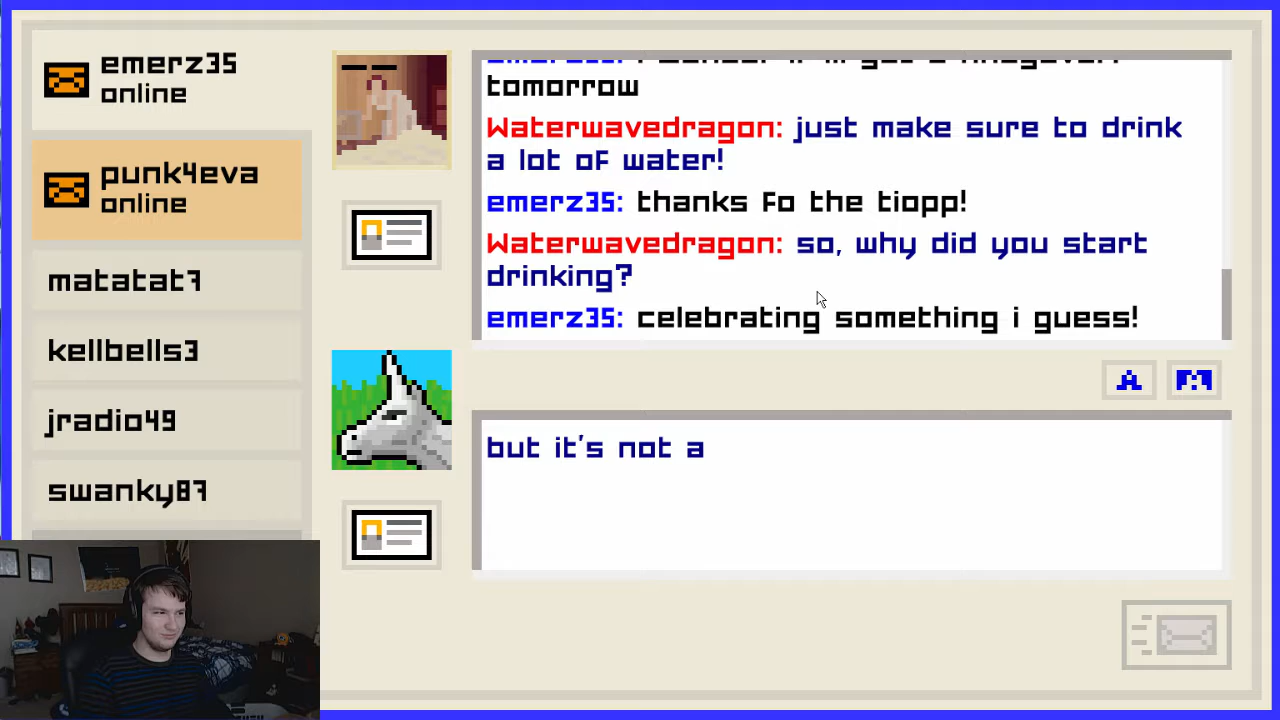 emerz35
online
punk4eva
online
matatat7
kellbells3
jradio49
swanky87
tomorrow
Waterwavedragon: just make sure to drink
a lot of water!
emerz35: thanks fo the tiopp!
Waterwavedragon: so, why did you start
drinking?
emerz35: celebrating something i guess!
A
but it's not a